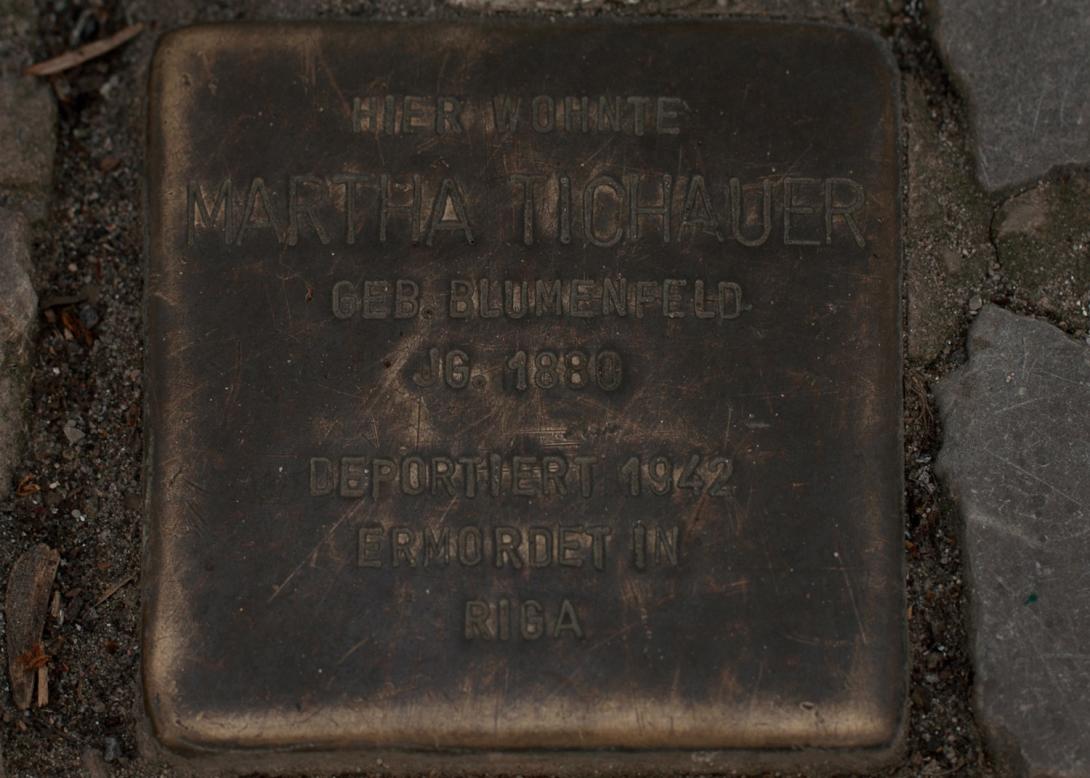 HIER WOHNTE
MARTHA TICHAUER
GEB. BLUMENFELD
JG. 1880
DEPORTIERT 1942
ERMORDET IN
RIGA